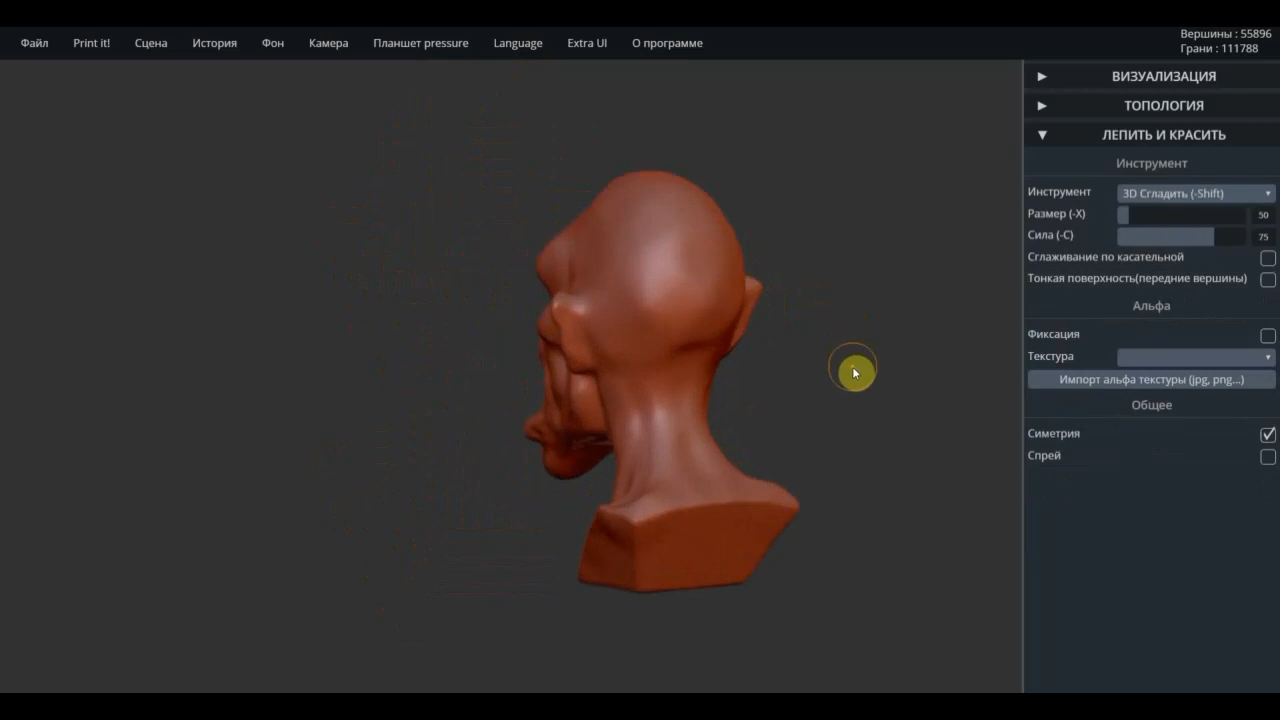 Файл Print it! Сцена История Фон Камера Планшет pressure Language Extra UI О программе
Вершины : 55896
Грани : 111788
ВИЗУАЛИЗАЦИЯ
ТОПОЛОГИЯ
ЛЕПИТЬ И КРАСИТЬ
Инструмент
Инструмент 3D Сгладить (-Shift)
Размер (-X) 50
Сила (-C) 75
Сглаживание по касательной
Тонкая поверхность(передние вершины)
Альфа
Фиксация
Текстура
Импорт альфа текстуры (jpg, png...)
Общее
Симетрия
Спрей